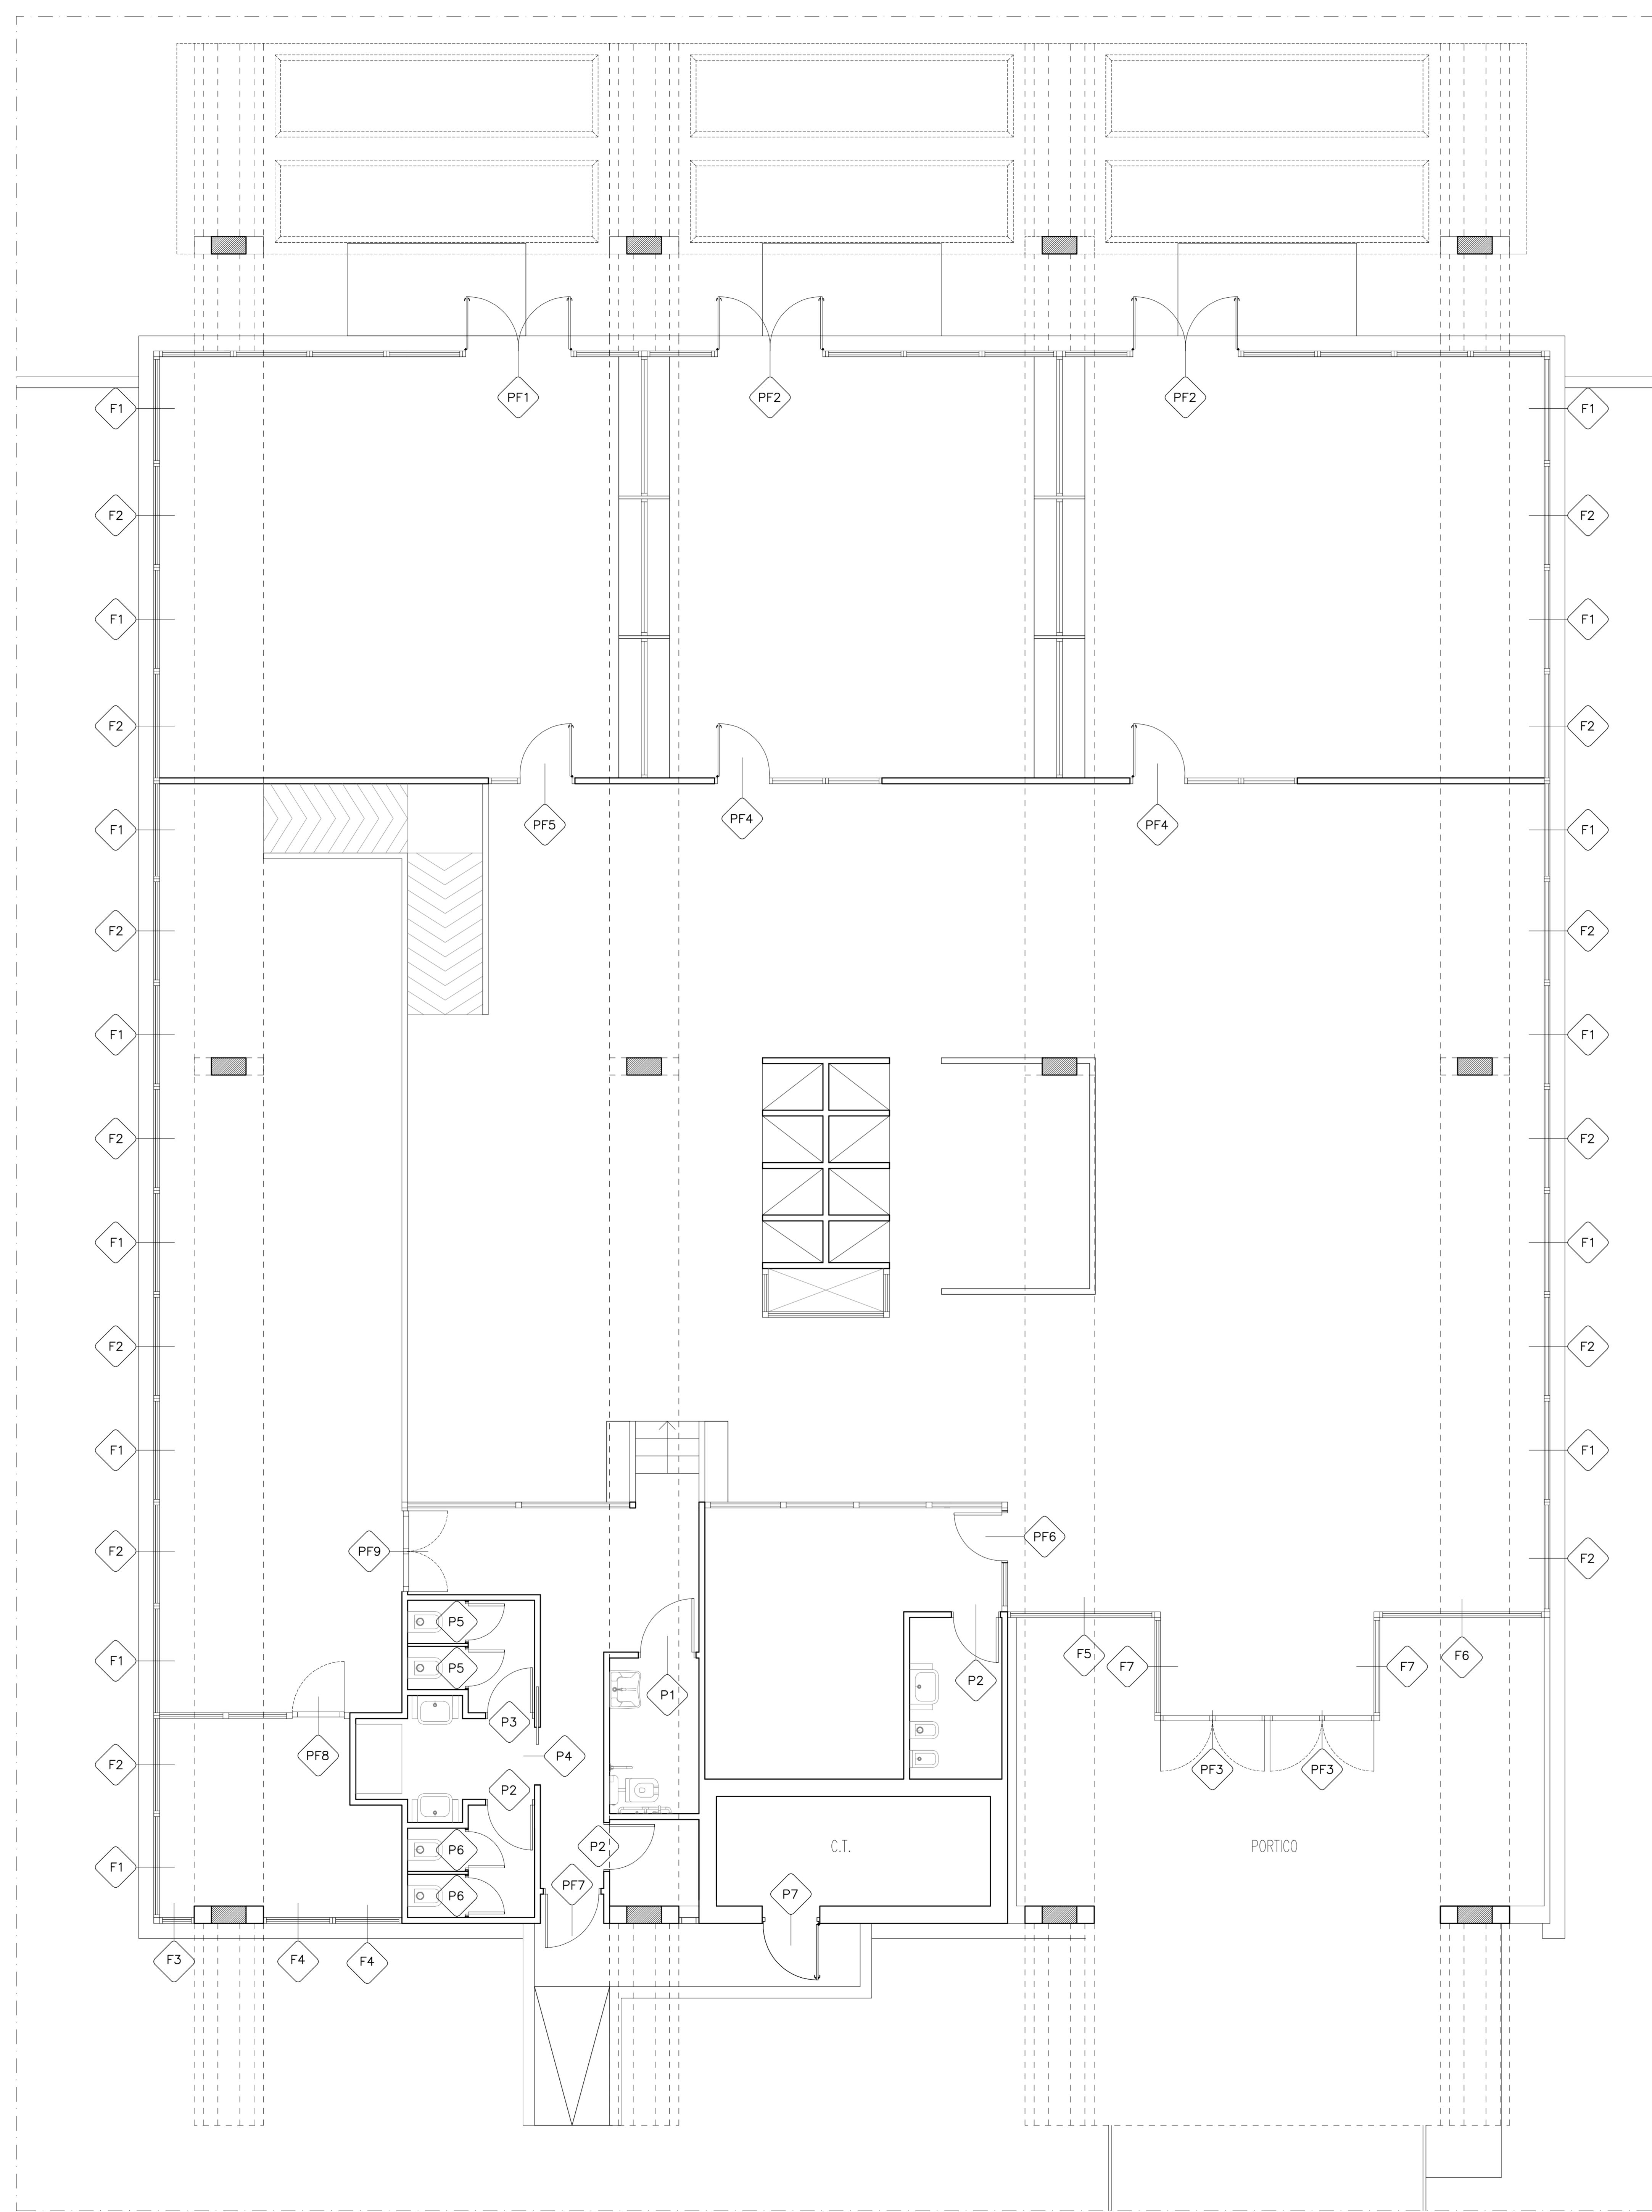 PF1 PF2 PF2
F1 F1
F2 F2
F1 F1
F2 F2
PF5 PF4 PF4
F1 F1
F2 F2
F1 F1
F2 F2
F1 F1
F2 F2
F1 F1
PF9 PF6
F2 F2
P5
F1 P5 P1 P2 F7 F5 F7 F6
P3
PF8 P4 PF3 PF3
F2 P2
P6 P2 C.T. PORTICO
F1 P6 PF7 P7
F3 F4 F4